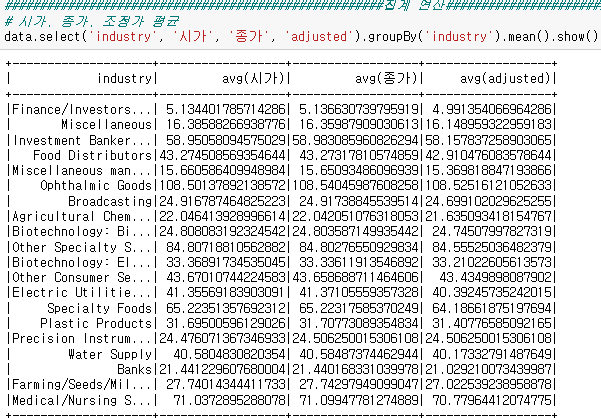 ##################################################집계 연산##########################
# 시가, 종가, 조정가 평균
data.select('industry', '시가', '종가', 'adjusted').groupBy('industry').mean().show()
+--------------------+------------------+------------------+------------------+
|            industry|         avg(시가)|         avg(종가)|     avg(adjusted)|
+--------------------+------------------+------------------+------------------+
|Finance/Investors...| 5.134401785714286| 5.136630739795919| 4.991354066964286|
|       Miscellaneous| 16.38588266938776| 16.35987909030613|16.148959322959183|
|Investment Banker...| 58.95058094575029|58.983085960826294|58.157837258903065|
|   Food Distributors|43.274508569354644| 43.27317810574859|42.910476083578644|
|Miscellaneous man...|15.660586409948984| 15.65093486096939|15.369818847193866|
|    Ophthalmic Goods|108.50137892138572|108.54045987608258|108.52516121052633|
|        Broadcasting|24.916787464825223| 24.91738845539514|24.699102029625255|
|Agricultural Chem...|22.046413928996614|22.042051076318053|21.635093418154767|
|Biotechnology: Bi...|24.808083192324542|24.803587149935442| 24.74507997827319|
|Other Specialty S...| 84.80718810562882| 84.80276550929834| 84.55525036482379|
|Biotechnology: El...| 33.36891734535045| 33.33611913546892| 33.21022605613573|
|Other Consumer Se...| 43.67010744224583|43.658688711464606|  43.4349898087902|
|Electric Utilitie...| 41.35569183903091| 41.37105559357328|40.39245735242015|
|     Specialty Foods| 65.22351357692312| 65.22317585370249| 64.18661875197694|
|    Plastic Products| 31.69500596129026| 31.70773089354834| 31.40776585092165|
|Precision Instrum...|24.476071367346933|24.506250015306108|24.506250015306108|
|        Water Supply|  40.5804830820354| 40.58487374462944| 40.17332791487649|
|               Banks|21.441229607680004|21.440168331039978|21.029210073439987|
|Farming/Seeds/Mil...| 27.74014344411733| 27.74297949099047|27.022539238958878|
|Medical/Nursing S...|  71.0372895288078| 71.09947781274889| 70.77964412074775|
+--------------------+------------------+------------------+------------------+